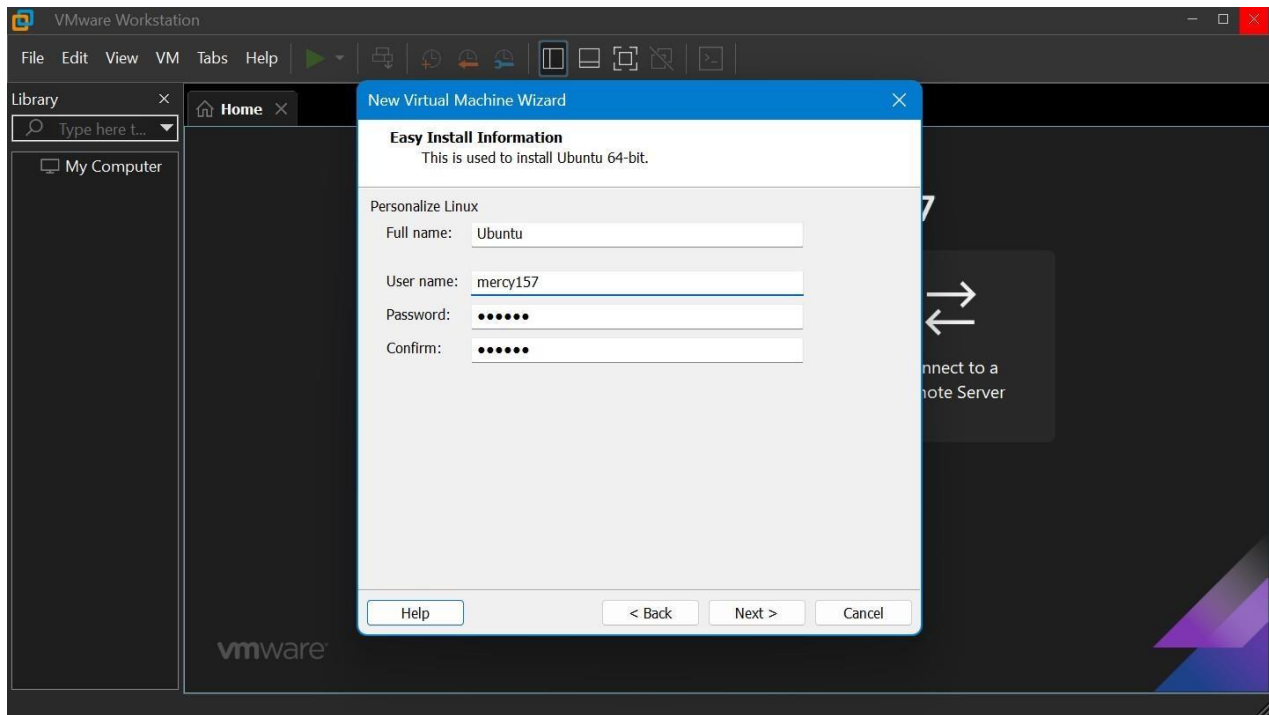 VMware Workstation
File Edit View VM Tabs Help
Library
Type here t...
My Computer
Home
New Virtual Machine Wizard
Easy Install Information
This is used to install Ubuntu 64-bit.
Personalize Linux
Full name: Ubuntu
User name: mercy157
Password: ●●●●●●
Confirm: ●●●●●●
7
nnect to a
ote Server
Help < Back Next > Cancel
vmware